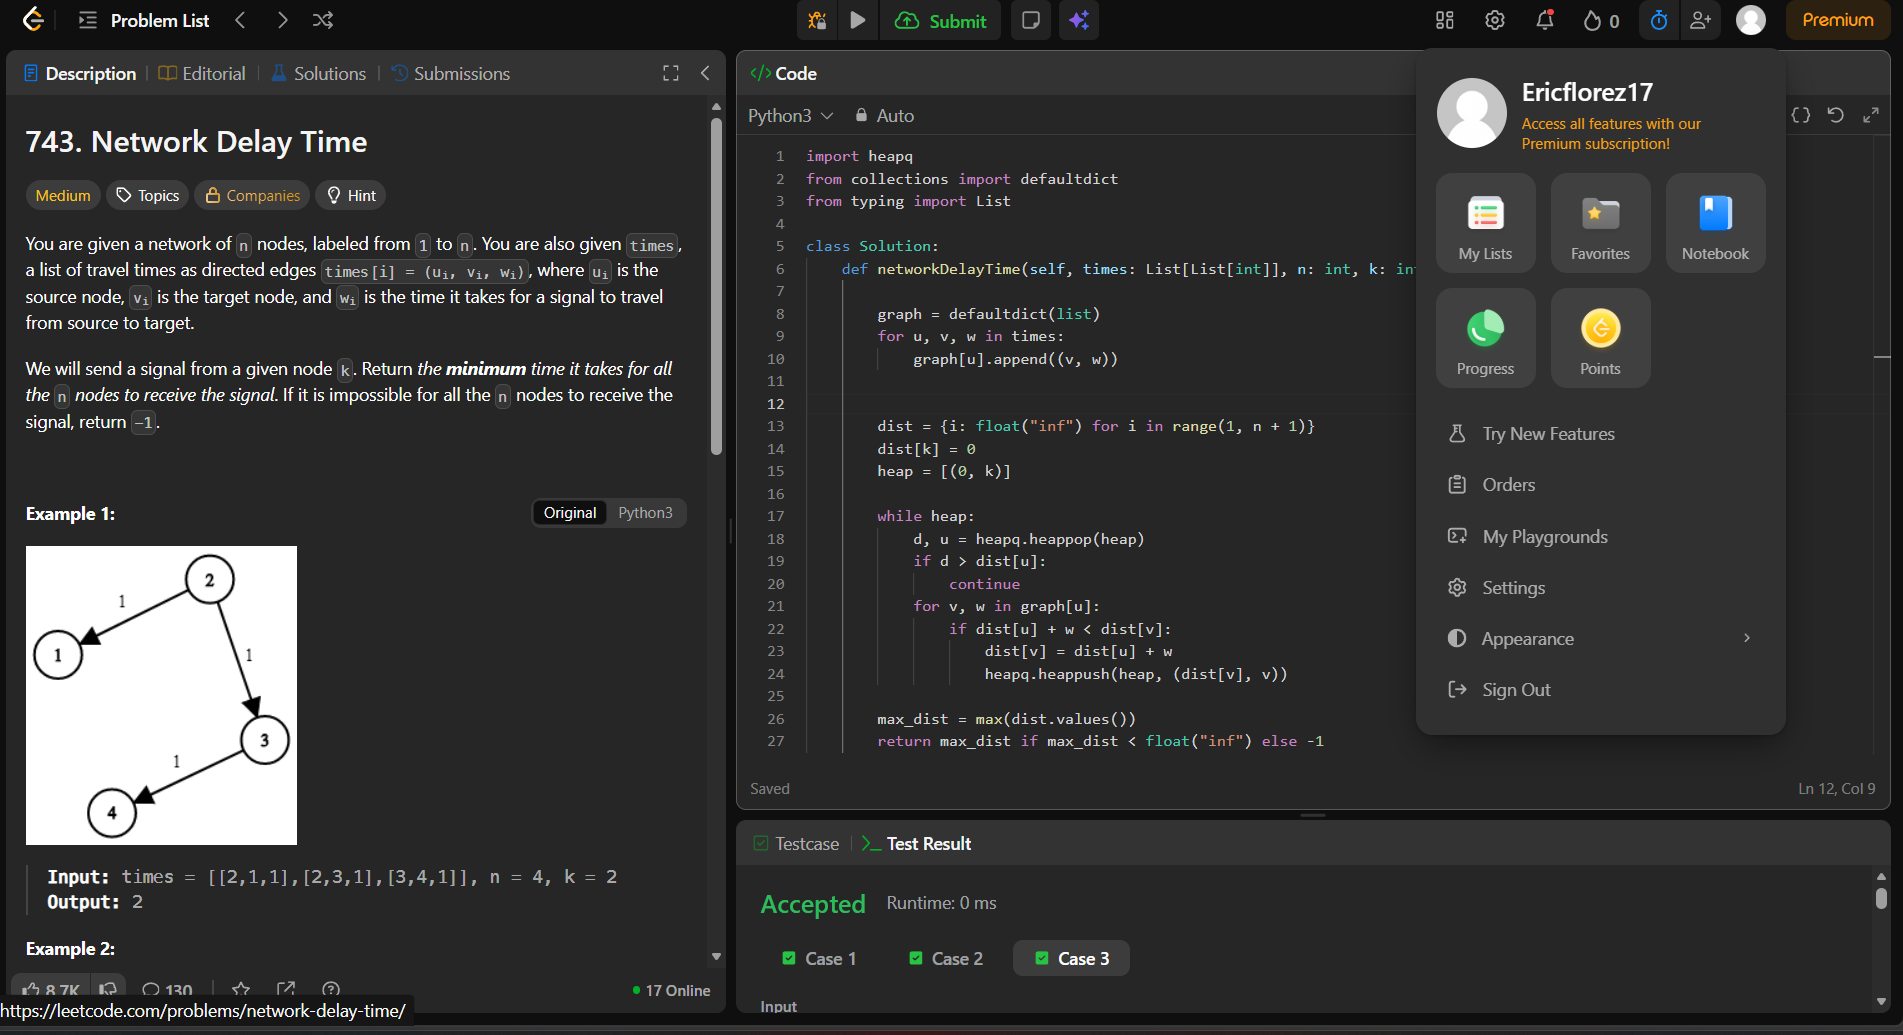 Problem List
Submit
0
Premium
Description
Editorial
Solutions
Submissions
743. Network Delay Time
Medium
Topics
Companies
Hint
You are given a network of n nodes, labeled from 1 to n. You are also given times,
a list of travel times as directed edges times[i] = (ui, vi, wi), where ui is the
source node, vi is the target node, and wi is the time it takes for a signal to travel
from source to target.
We will send a signal from a given node k. Return the minimum time it takes for all
the n nodes to receive the signal. If it is impossible for all the n nodes to receive the
signal, return -1.
Example 1:
Original
Python3
2
1
1
1
3
1
4
Input: times = [[2,1,1],[2,3,1],[3,4,1]], n = 4, k = 2
Output: 2
Example 2:
8.7K
130
17 Online
https://leetcode.com/problems/network-delay-time/
</> Code
Python3
Auto
1 import heapq
2 from collections import defaultdict
3 from typing import List
4
5 class Solution:
6 def networkDelayTime(self, times: List[List[int]], n: int, k: in
7
8 graph = defaultdict(list)
9 for u, v, w in times:
10 graph[u].append((v, w))
11
12
13 dist = {i: float("inf") for i in range(1, n + 1)}
14 dist[k] = 0
15 heap = [(0, k)]
16
17 while heap:
18 d, u = heapq.heappop(heap)
19 if d > dist[u]:
20 continue
21 for v, w in graph[u]:
22 if dist[u] + w < dist[v]:
23 dist[v] = dist[u] + w
24 heapq.heappush(heap, (dist[v], v))
25
26 max_dist = max(dist.values())
27 return max_dist if max_dist < float("inf") else -1
Saved
Ln 12, Col 9
Testcase
Test Result
Accepted
Runtime: 0 ms
Case 1
Case 2
Case 3
Input
Ericflorez17
Access all features with our
Premium subscription!
My Lists
Favorites
Notebook
Progress
Points
Try New Features
Orders
My Playgrounds
Settings
Appearance
Sign Out